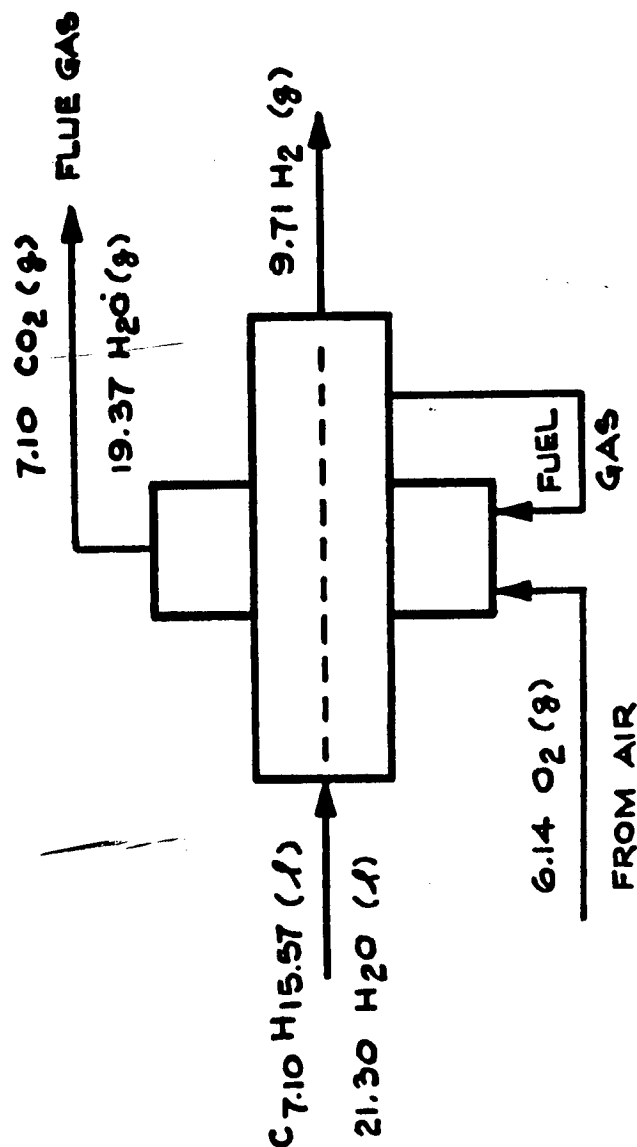 C7.10 H15.57 (l)
21.30 H2O (l)
6.14 O2 (g)
FROM AIR
7.10 CO2 (g)
19.37 H2O (g)
FLUE GAS
9.71 H2 (g)
FUEL
GAS